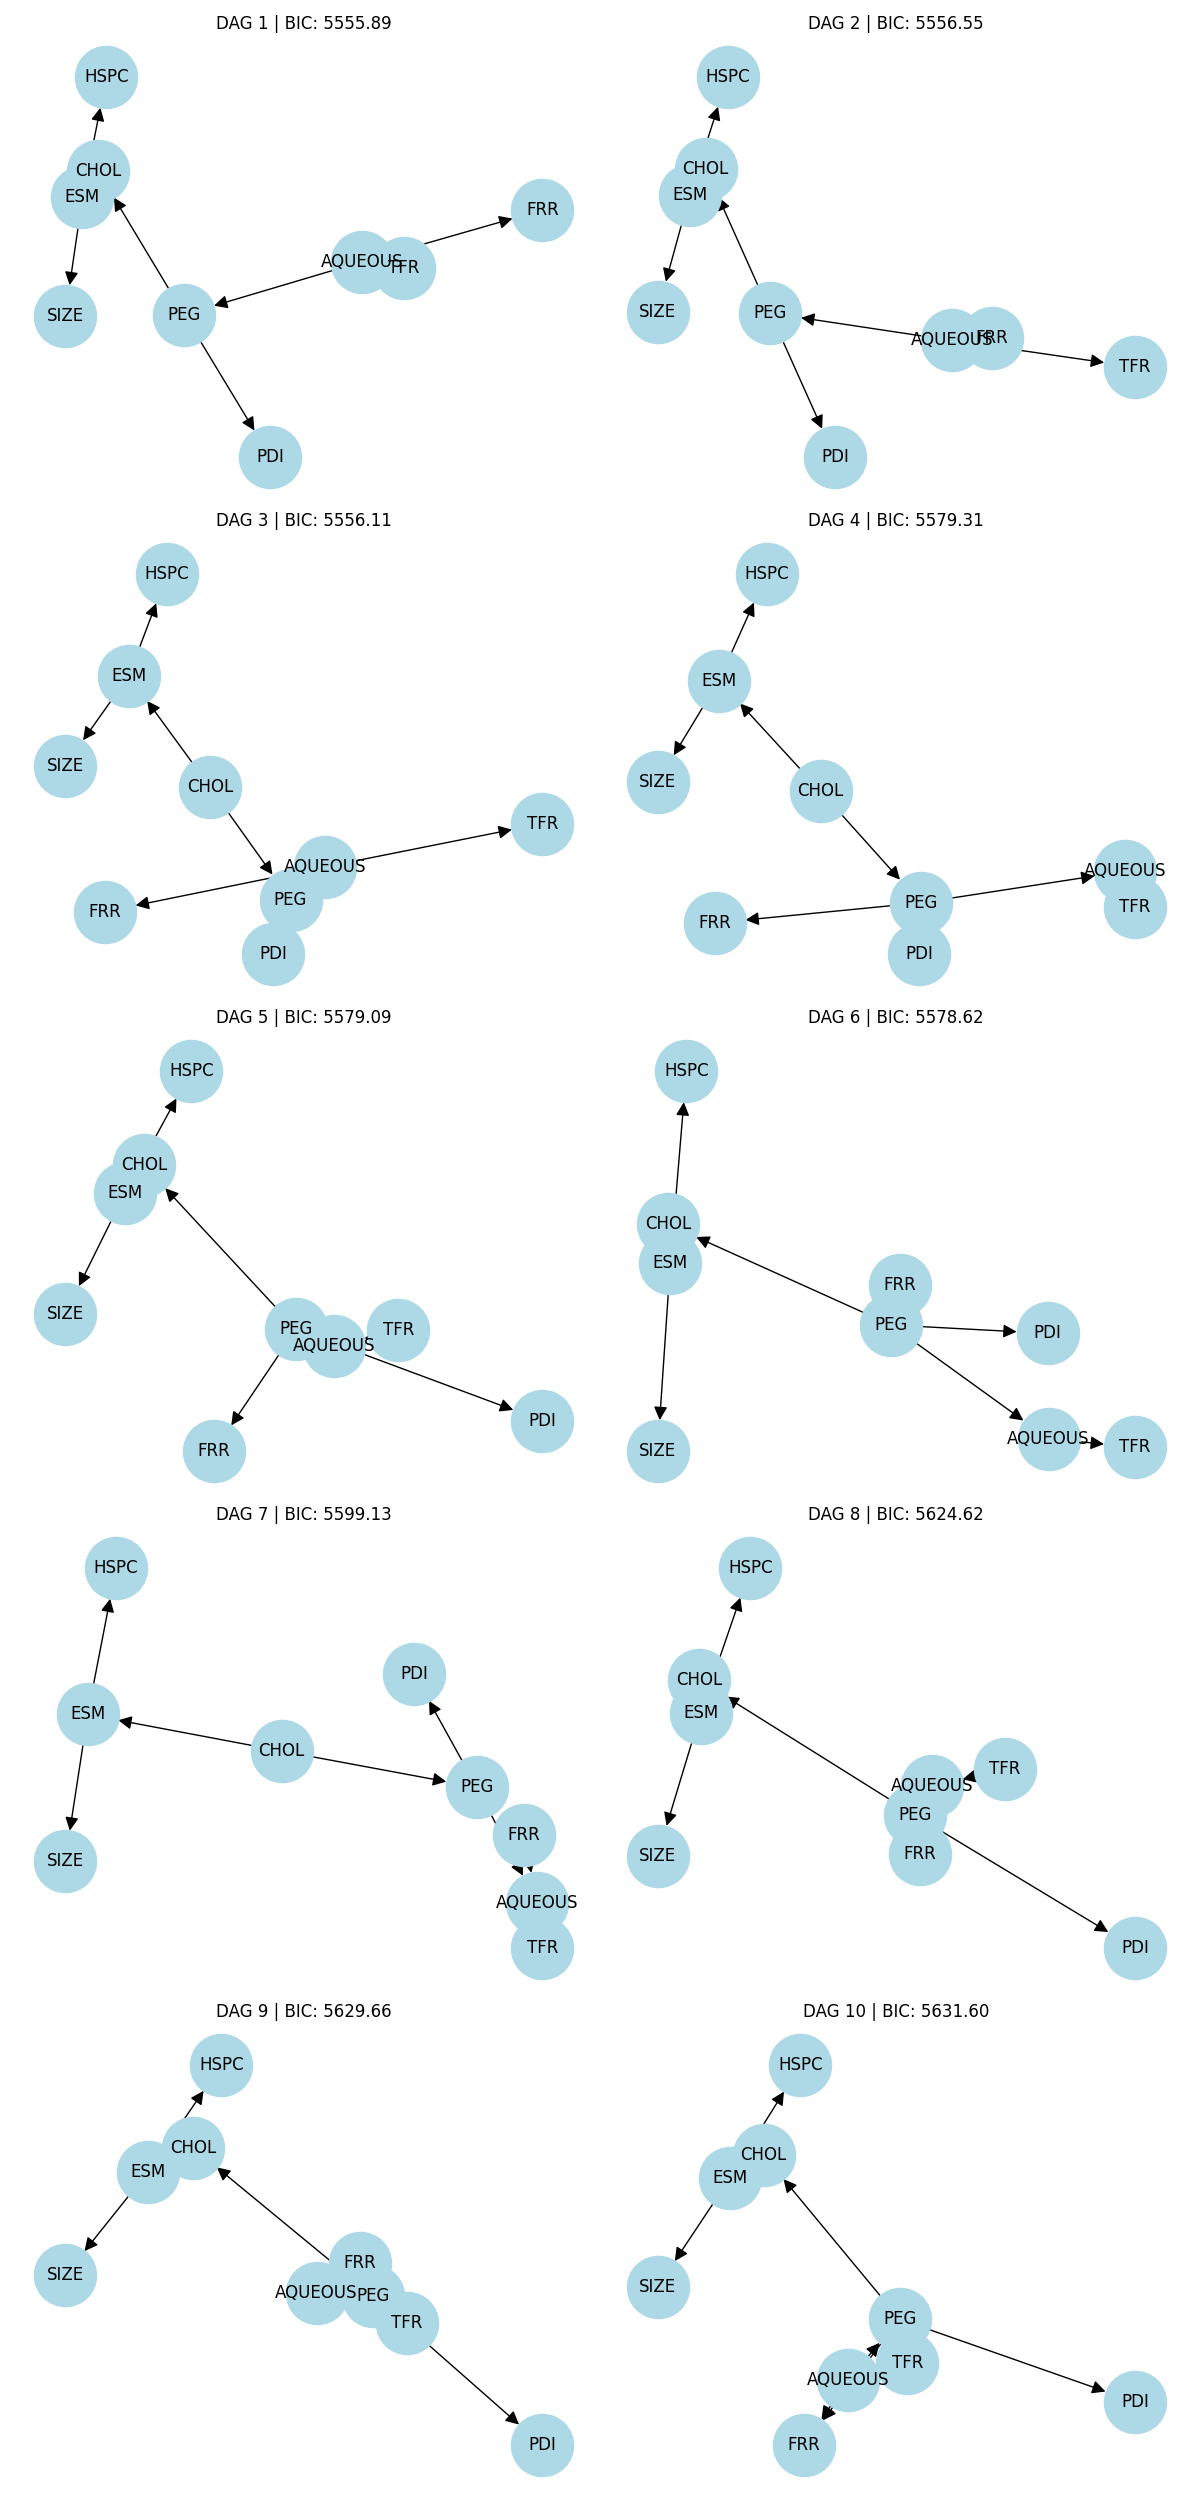 DAG 1 | BIC: 5555.89
HSPC
CHOL
ESM
FRR
AQUEOUS
TFR
SIZE
PEG
PDI
DAG 2 | BIC: 5556.55
HSPC
CHOL
ESM
SIZE
PEG
AQUEOUS
FRR
TFR
PDI
DAG 3 | BIC: 5556.11
HSPC
ESM
SIZE
CHOL
TFR
AQUEOUS
PEG
FRR
PDI
DAG 4 | BIC: 5579.31
HSPC
ESM
SIZE
CHOL
AQUEOUS
PEG
TFR
FRR
PDI
DAG 5 | BIC: 5579.09
HSPC
CHOL
ESM
SIZE
PEG
TFR
AQUEOUS
PDI
FRR
DAG 6 | BIC: 5578.62
HSPC
CHOL
ESM
FRR
PEG
PDI
AQUEOUS
TFR
SIZE
DAG 7 | BIC: 5599.13
HSPC
PDI
ESM
CHOL
PEG
FRR
SIZE
AQUEOUS
TFR
DAG 8 | BIC: 5624.62
HSPC
CHOL
ESM
TFR
AQUEOUS
PEG
FRR
SIZE
PDI
DAG 9 | BIC: 5629.66
HSPC
CHOL
ESM
FRR
SIZE
AQUEOUS
PEG
TFR
PDI
DAG 10 | BIC: 5631.60
HSPC
CHOL
ESM
SIZE
PEG
TFR
AQUEOUS
PDI
FRR